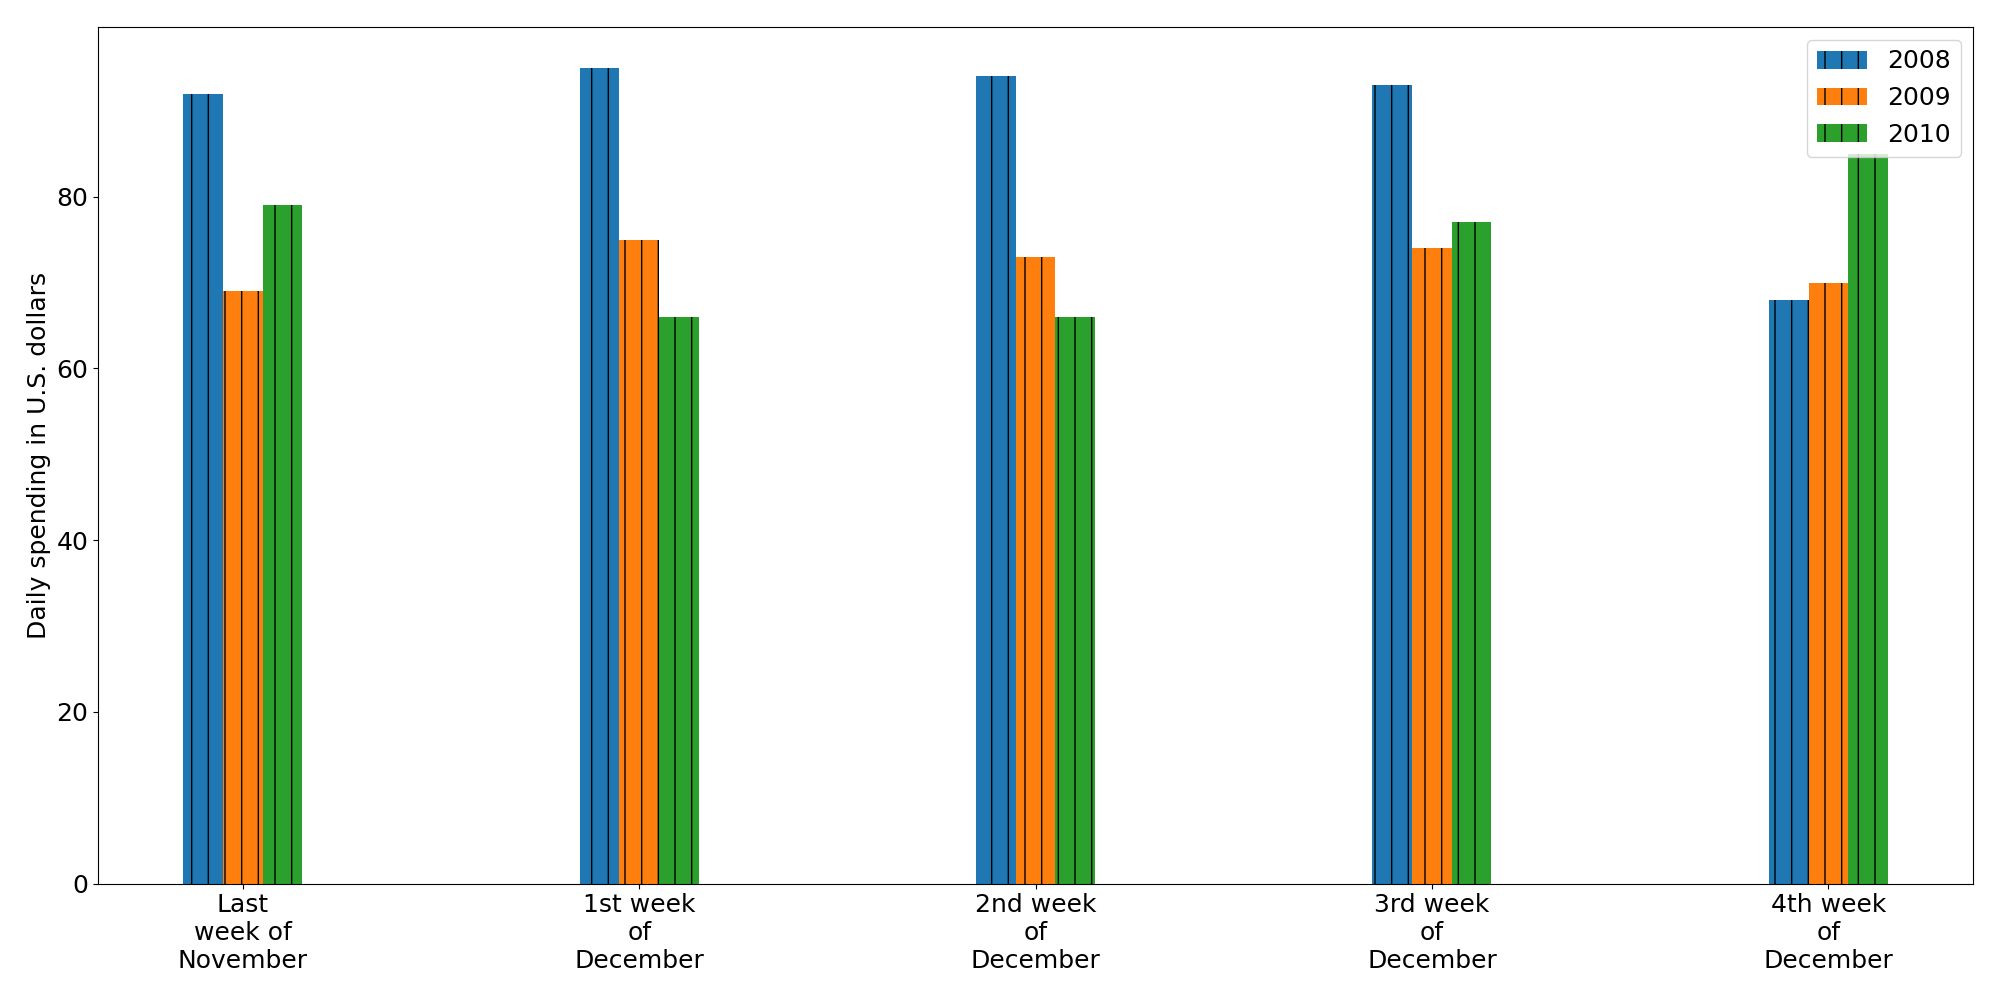 2008
2009
2010
Daily spending in U.S. dollars
80
60
40
20
0
Last
week of
November
1st week
of
December
2nd week
of
December
3rd week
of
December
4th week
of
December